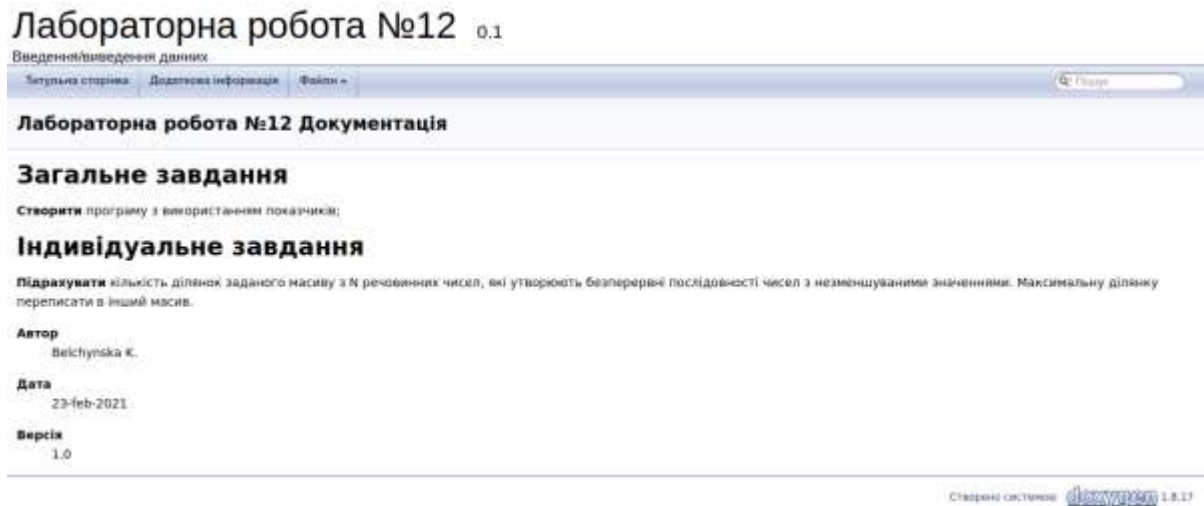 Лабораторна робота №12 0.1
Введення/виведення данних
Титульна сторінка Додаткова інформація Файли
Пошук
Лабораторна робота №12 Документація
Загальне завдання
Створити програму з використанням показчиків;
Індивідуальне завдання
Підрахувати кількість ділянок заданого масиву з N речовинних чисел, які утворюють безперервні послідовності чисел з незменшуваними значеннями. Максимальну ділянку
переписати в інший масив.
Автор
Belchynska K.
Дата
23-feb-2021
Версія
1.0
Створено системою doxygen 1.8.17